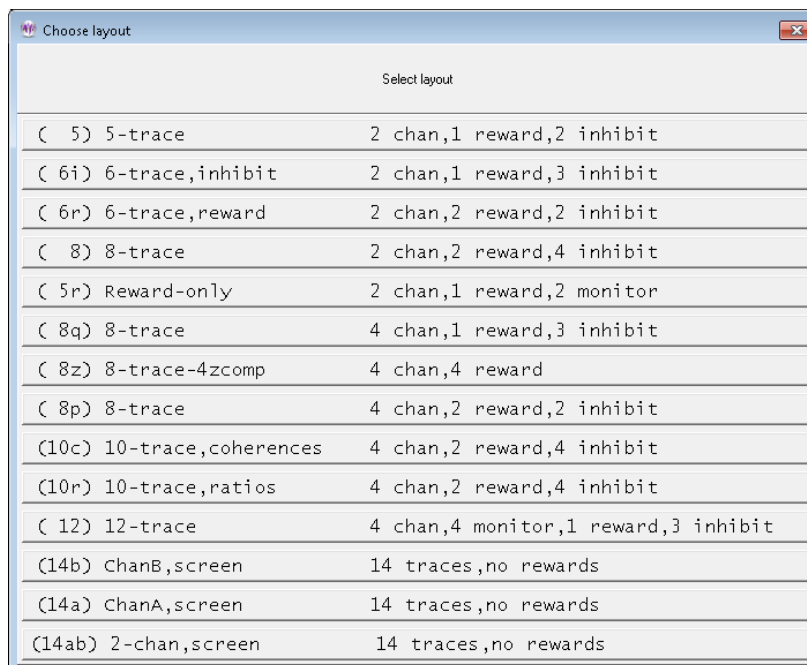 Choose layout
Select layout
( 5) 5-trace 2 chan,1 reward,2 inhibit
( 6i) 6-trace,inhibit 2 chan,1 reward,3 inhibit
( 6r) 6-trace,reward 2 chan,2 reward,2 inhibit
( 8) 8-trace 2 chan,2 reward,4 inhibit
( 5r) Reward-only 2 chan,1 reward,2 monitor
( 8q) 8-trace 4 chan,1 reward,3 inhibit
( 8z) 8-trace-4zcomp 4 chan,4 reward
( 8p) 8-trace 4 chan,2 reward,2 inhibit
(10c) 10-trace,coherences 4 chan,2 reward,4 inhibit
(10r) 10-trace,ratios 4 chan,2 reward,4 inhibit
( 12) 12-trace 4 chan,4 monitor,1 reward,3 inhibit
(14b) ChanB,screen 14 traces,no rewards
(14a) ChanA,screen 14 traces,no rewards
(14ab) 2-chan,screen 14 traces,no rewards